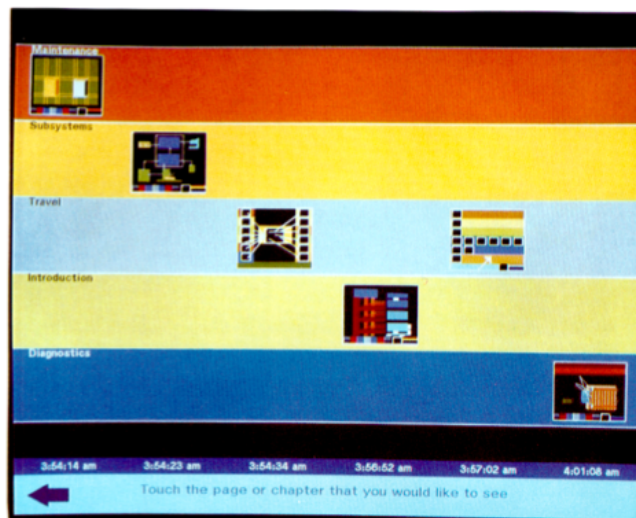 Maintenance
Subsystems
Travel
Introduction
Diagnostics
3:54:14 am 3:54:23 am 3:54:34 am 3:56:52 am 3:57:02 am 4:01:08 am
Touch the page or chapter that you would like to see